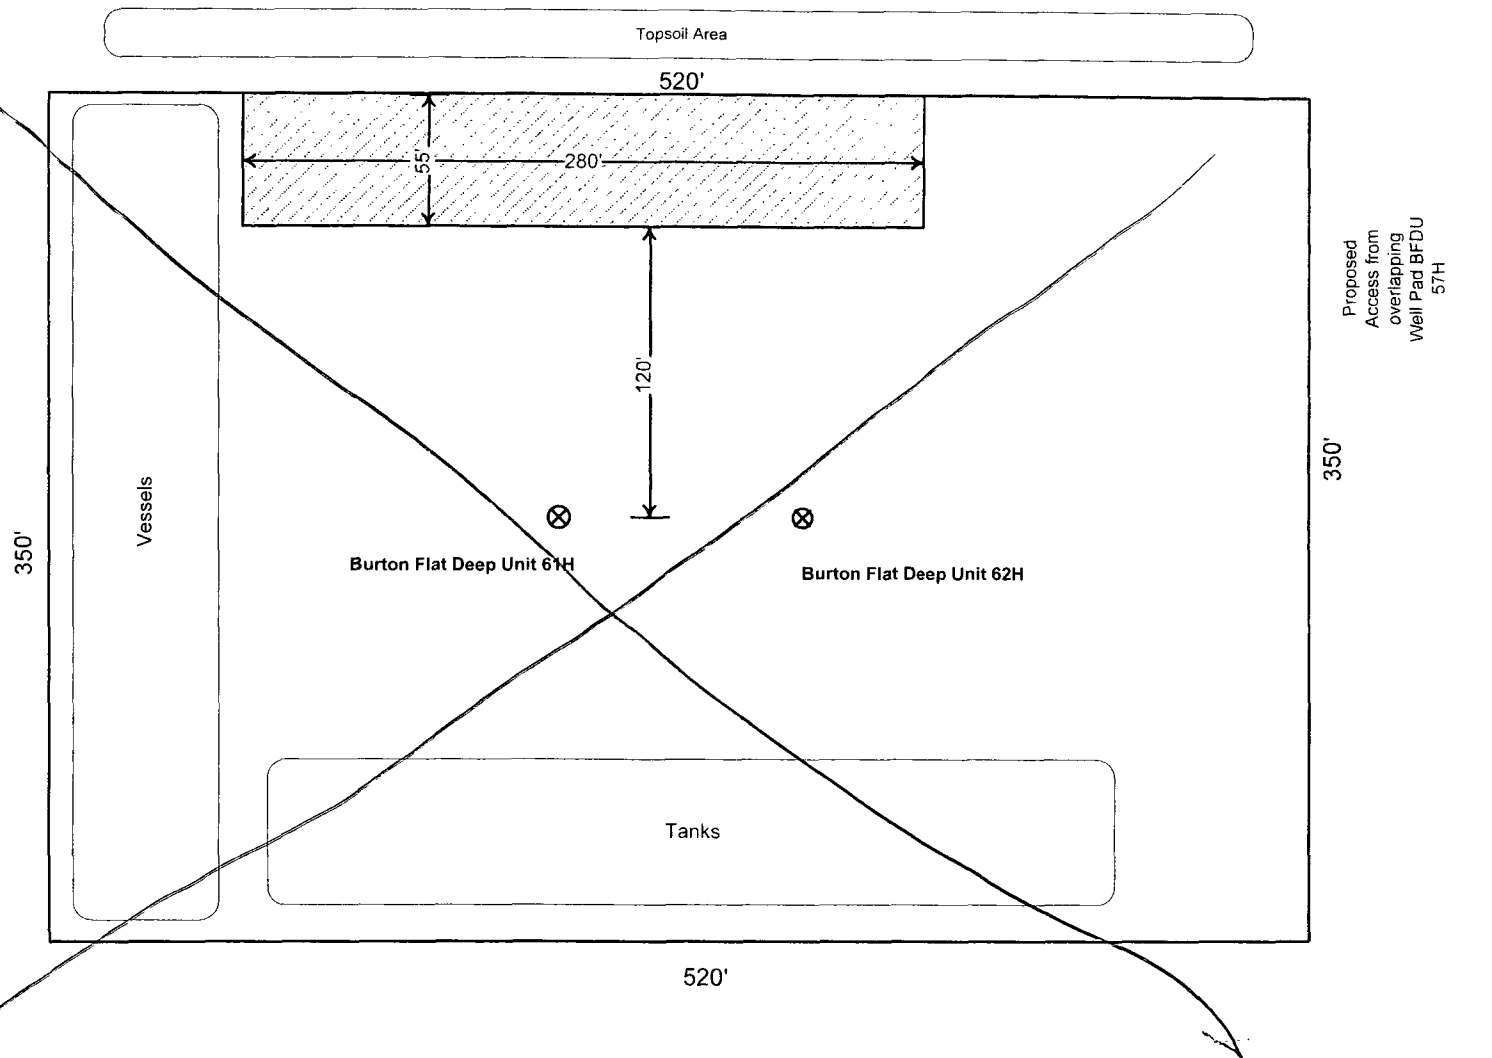 Topsoil Area
520'
55'
280'
120'
Proposed
Access from
overlapping
Well Pad BFDU
57H
Vessels
350'
350'
Burton Flat Deep Unit 61H
Burton Flat Deep Unit 62H
Tanks
520'